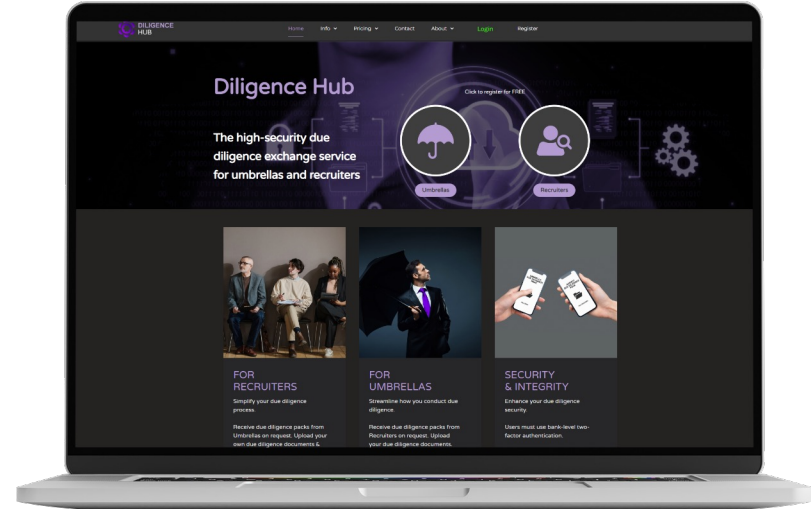 DILIGENCE
HUB
Home
Info
Pricing
Contact
About
Login
Register
Diligence Hub
Click to register for FREE
The high-security due
diligence exchange service
for umbrellas and recruiters
Umbrellas
Recruiters
FOR
RECRUITERS
Simplify your due diligence
process.
Receive due diligence packs from
Umbrellas on request. Upload your
own due diligence documents &
FOR
UMBRELLAS
Streamline how you conduct due
diligence.
Receive due diligence packs from
Recruiters on request. Upload
your due diligence documents.
SECURITY
& INTEGRITY
Enhance your due diligence
security.
Users must use bank-level two-
factor authentication.